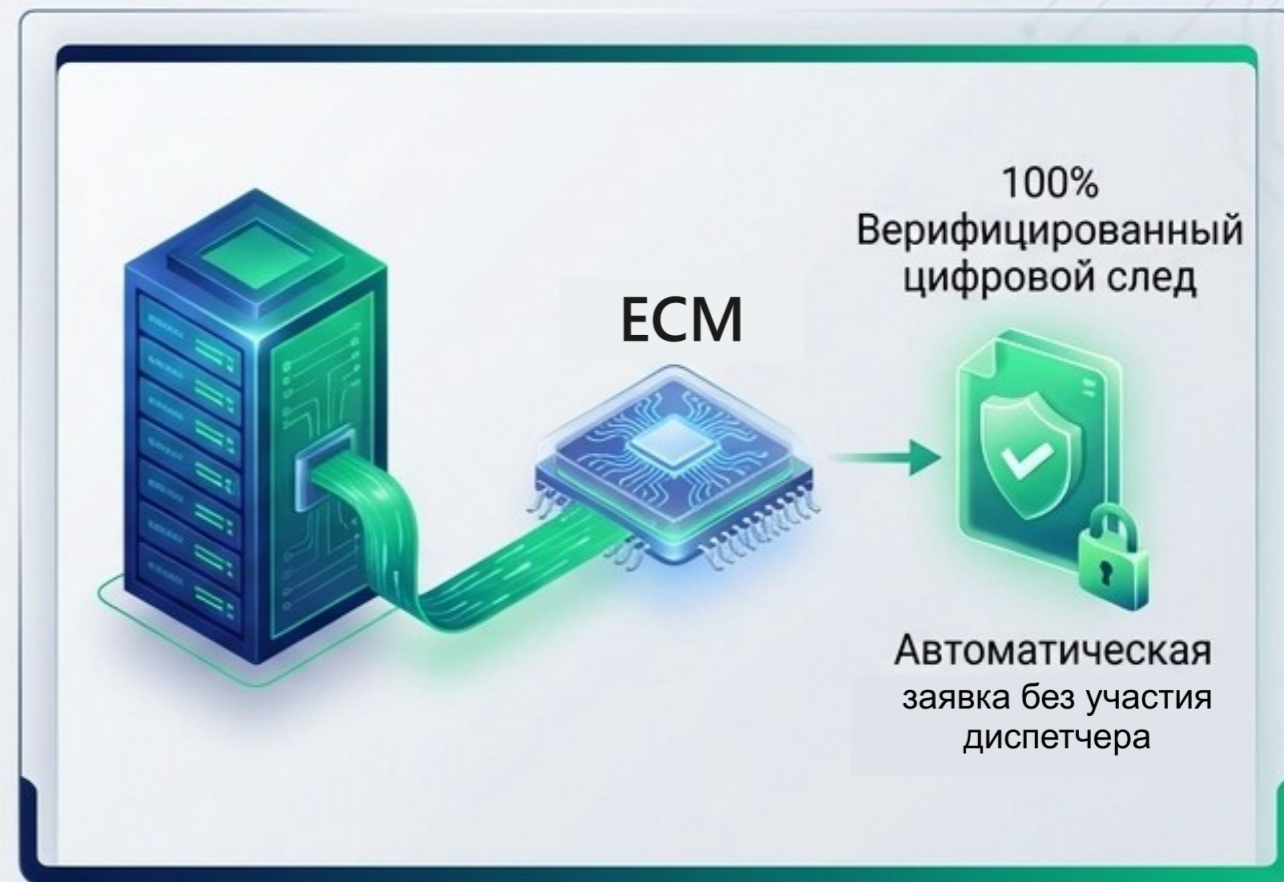 100%
Верифицированный
цифровой след
ECM
Автоматическая
заявка без участия
диспетчера